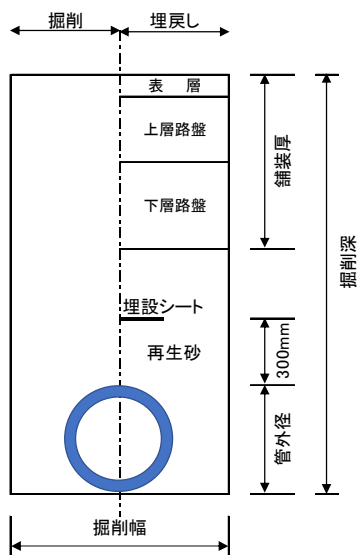 掘削
埋戻し
表　層
上層路盤
下層路盤
舗装厚
掘削深
埋設シート
再生砂
300mm
管外径
掘削幅